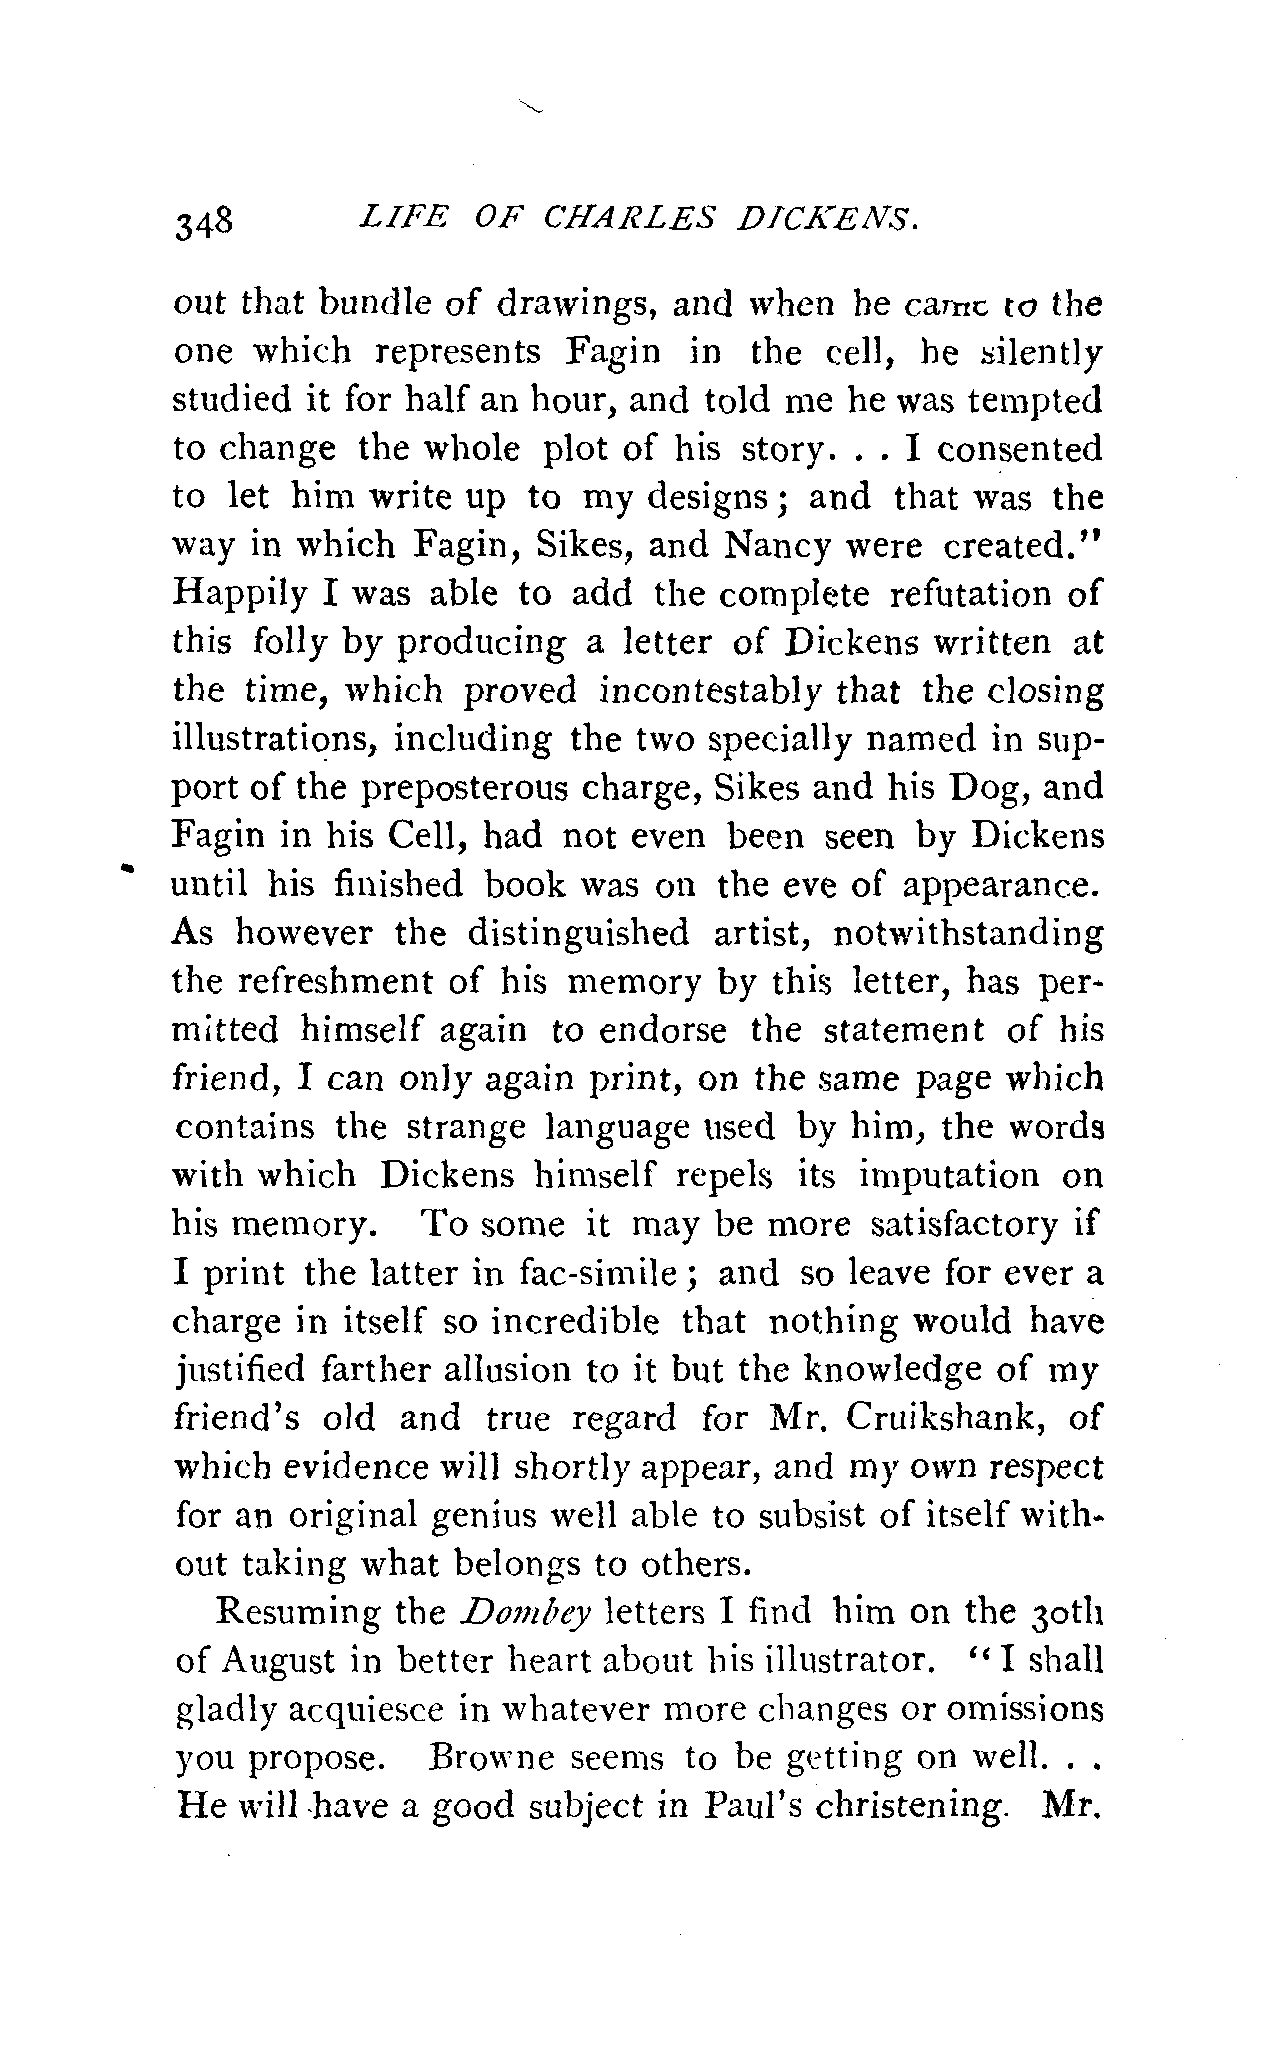 348 LIFE OF CHARLES DICKENS.
out that bundle of drawings, and when he came to the
one which represents Fagin in the cell, he silently
studied it for half an hour, and told me he was tempted
to change the whole plot of his story. . . I consented
to let him write up to my designs ; and that was the
way in which Fagin, Sikes, and Nancy were created."
Happily I was able to add the complete refutation of
this folly by producing a letter of Dickens written at
the time, which proved incontestably that the closing
illustrations, including the two specially named in sup-
port of the preposterous charge, Sikes and his Dog, and
Fagin in his Cell, had not even been seen by Dickens
until his finished book was on the eve of appearance.
As however the distinguished artist, notwithstanding
the refreshment of his memory by this letter, has per-
mitted himself again to endorse the statement of his
friend, I can only again print, on the same page which
contains the strange language used by him, the words
with which Dickens himself repels its imputation on
his memory. To some it may be more satisfactory if
I print the latter in fac-simile ; and so leave for ever a
charge in itself so incredible that nothing would have
justified farther allusion to it but the knowledge of my
friend's old and true regard for Mr. Cruikshank, of
which evidence will shortly appear, and my own respect
for an original genius well able to subsist of itself with-
out taking what belongs to others.
Resuming the Dombey letters I find him on the 30th
of August in better heart about his illustrator. " I shall
gladly acquiesce in whatever more changes or omissions
you propose. Browne seems to be getting on well. . .
He will have a good subject in Paul's christening. Mr.